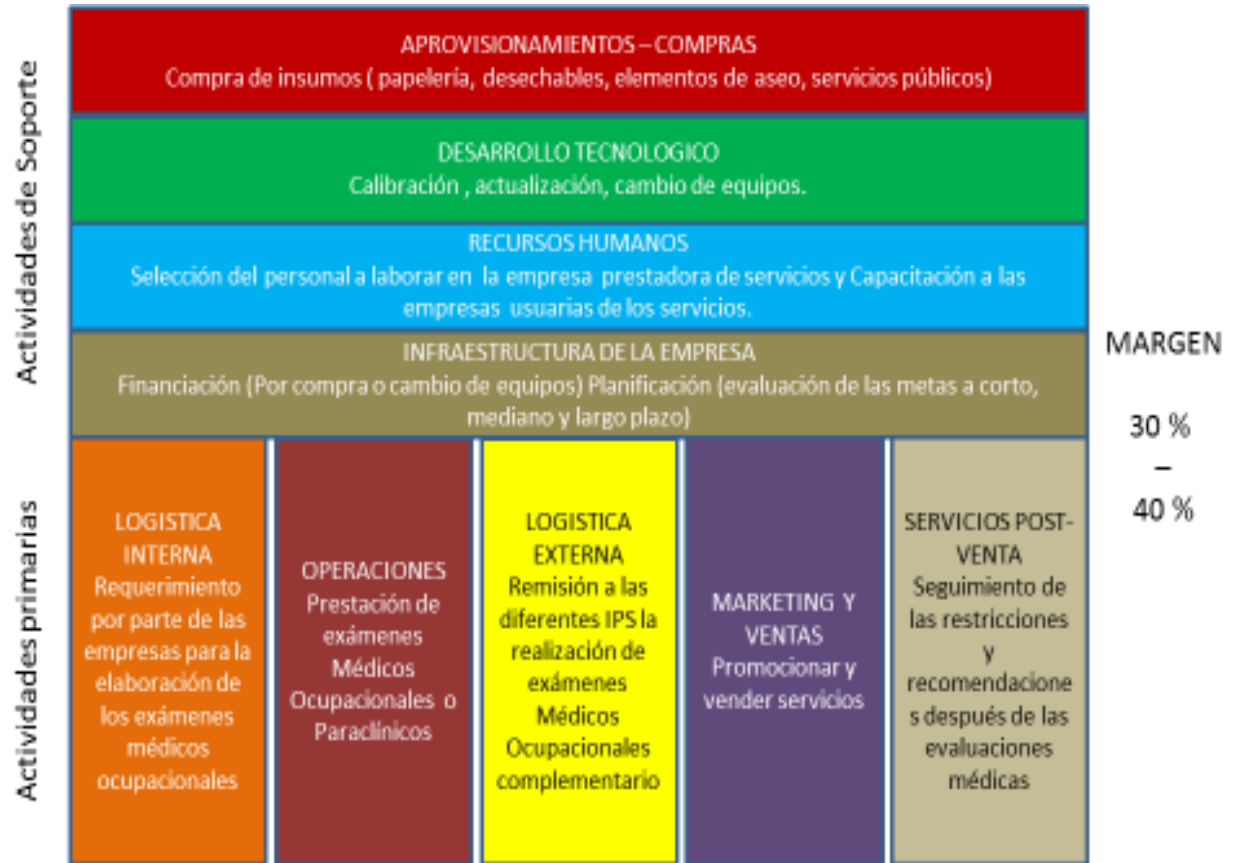 Actividades de Soporte
APROVISIONAMIENTOS – COMPRAS
Compra de insumos ( papelería, desechables, elementos de aseo, servicios públicos)
DESARROLLO TECNOLOGICO
Calibración , actualización, cambio de equipos.
RECURSOS HUMANOS
Selección del personal a laborar en la empresa prestadora de servicios y Capacitación a las
empresas usuarias de los servicios.
INFRAESTRUCTURA DE LA EMPRESA
Financiación (Por compra o cambio de equipos) Planificación (evaluación de las metas a corto,
mediano y largo plazo)
Actividades primarias
LOGISTICA
INTERNA
Requerimiento
por parte de las
empresas para la
elaboración de
los exámenes
médicos
ocupacionales
OPERACIONES
Prestación de
exámenes
Médicos
Ocupacionales o
Paraclínicos
LOGISTICA
EXTERNA
Remisión a las
diferentes IPS la
realización de
exámenes
Médicos
Ocupacionales
complementario
MARKETING Y
VENTAS
Promocionar y
vender servicios
SERVICIOS POST-
VENTA
Seguimiento de
las restricciones
y
recomendacione
s después de las
evaluaciones
médicas
MARGEN
30 %
–
40 %